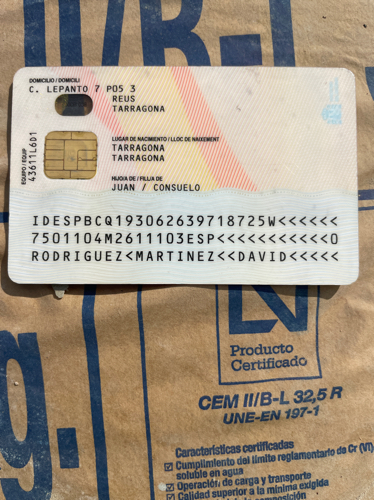 DOMICILIO / DOMICILI
C. LEPANTO 7 P05 3
REUS
TARRAGONA
LUGAR DE NACIMIENTO / LLOC DE NAIXEMENT
TARRAGONA
TARRAGONA
HIJO/A DE / FILL/A DE
JUAN / CONSUELO
EQUIPO / EQUIP
43611L6D1
IDESPBCQ193062639718725W<<<<<<
7501104M2611103ESP<<<<<<<<<<<0
RODRIGUEZ<MARTINEZ<<DAVID<<<<<
Producto
Certificado
CEM II/B-L 32,5 R
UNE-EN 197-1
Características certificadas
Cumplimiento del límite reglamentario de Cr (VI)
soluble en agua
Operación de carga y transporte
Calidad superior a la mínima exigida